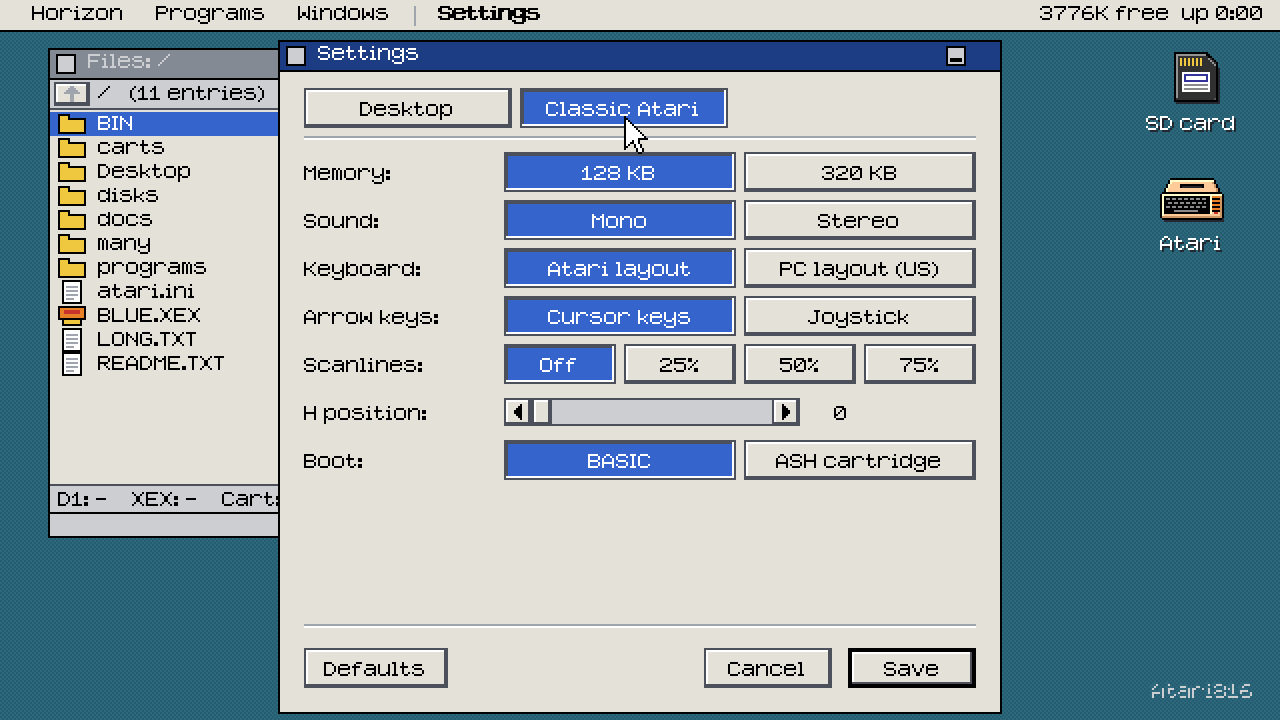 Horizon Programs Windows | Settings 3776K free up 0:00
Files: /
/ (11 entries)
BIN
carts
Desktop
disks
docs
many
programs
atari.ini
BLUE.XEX
LONG.TXT
README.TXT
D1: - XEX: - Cart:
Settings
Desktop Classic Atari
Memory: 128 KB 320 KB
Sound: Mono Stereo
Keyboard: Atari layout PC layout (US)
Arrow keys: Cursor keys Joystick
Scanlines: Off 25% 50% 75%
H position: 0
Boot: BASIC ASH cartridge
Defaults Cancel Save
SD card
Atari
Atari816